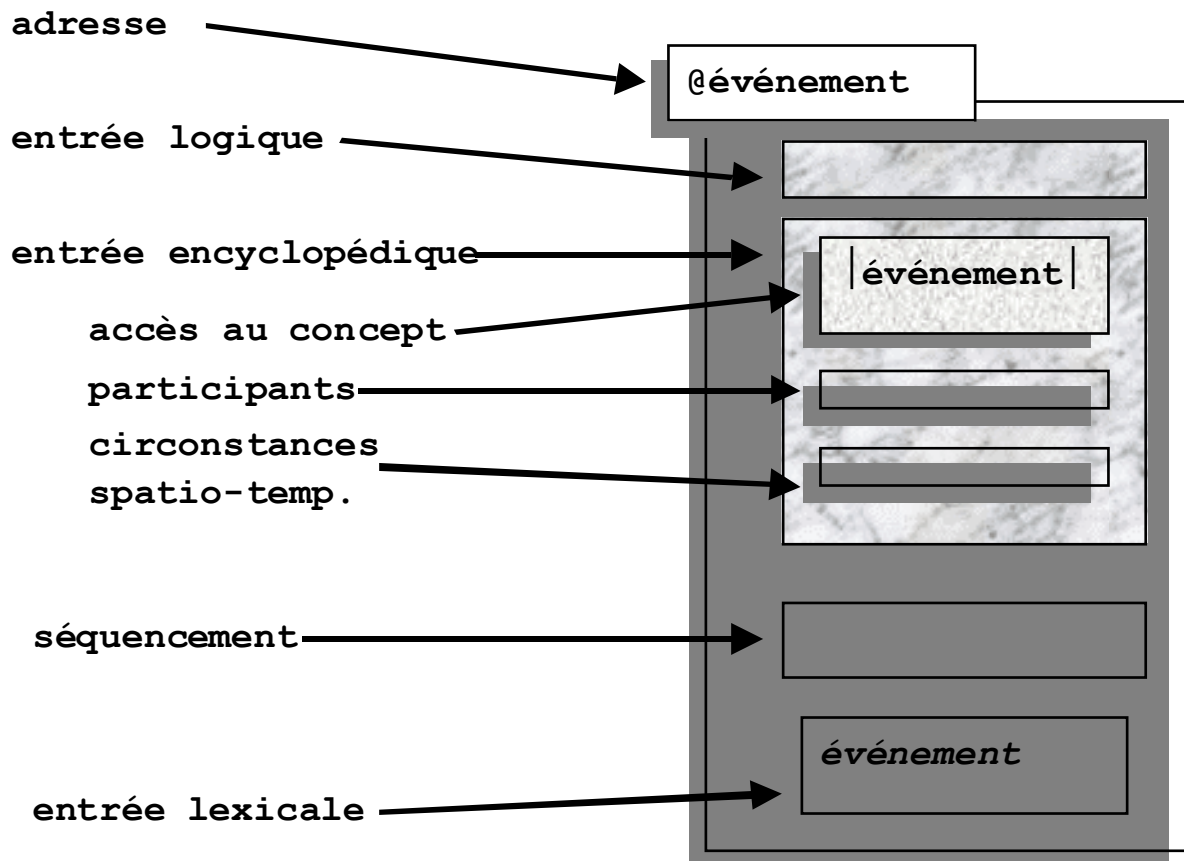 adresse
@événement
entrée logique
entrée encyclopédique
|événement|
accès au concept
participants
circonstances
spatio-temp.
séquencement
événement
entrée lexicale